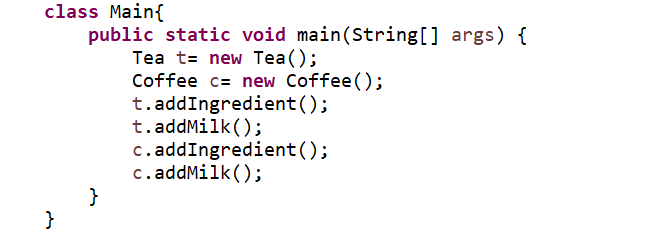 class Main{
    public static void main(String[] args) {
        Tea t= new Tea();
        Coffee c= new Coffee();
        t.addIngredient();
        t.addMilk();
        c.addIngredient();
        c.addMilk();
    }
}